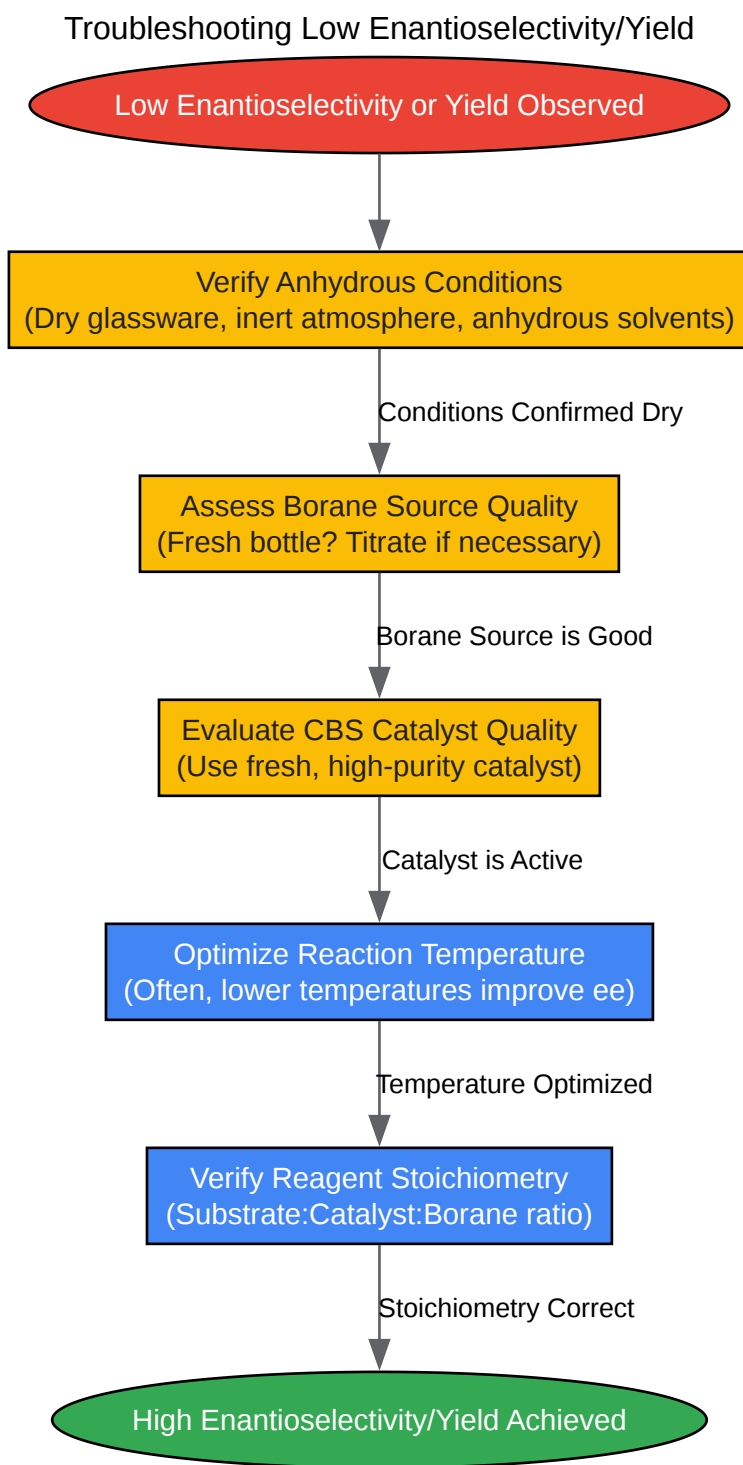 Troubleshooting Low Enantioselectivity/Yield
Low Enantioselectivity or Yield Observed
Verify Anhydrous Conditions
(Dry glassware, inert atmosphere, anhydrous solvents)
Conditions Confirmed Dry
Assess Borane Source Quality
(Fresh bottle? Titrate if necessary)
Borane Source is Good
Evaluate CBS Catalyst Quality
(Use fresh, high-purity catalyst)
Catalyst is Active
Optimize Reaction Temperature
(Often, lower temperatures improve ee)
Temperature Optimized
Verify Reagent Stoichiometry
(Substrate:Catalyst:Borane ratio)
Stoichiometry Correct
High Enantioselectivity/Yield Achieved